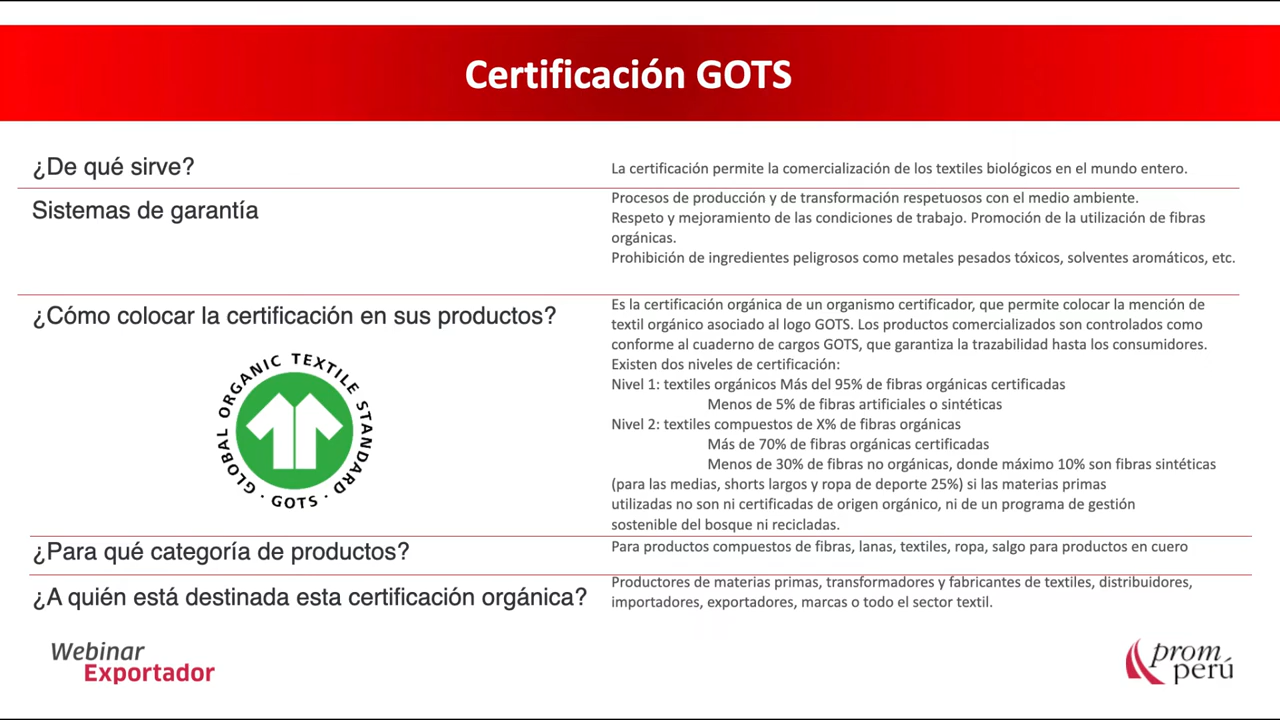 Certificación GOTS
¿De qué sirve?
La certificación permite la comercialización de los textiles biológicos en el mundo entero.
Sistemas de garantía
Procesos de producción y de transformación respetuosos con el medio ambiente.
Respeto y mejoramiento de las condiciones de trabajo. Promoción de la utilización de fibras
orgánicas.
Prohibición de ingredientes peligrosos como metales pesados tóxicos, solventes aromáticos, etc.
¿Cómo colocar la certificación en sus productos?
GLOBAL ORGANIC TEXTILE STANDARD
· GOTS ·
Es la certificación orgánica de un organismo certificador, que permite colocar la mención de
textil orgánico asociado al logo GOTS. Los productos comercializados son controlados como
conforme al cuaderno de cargos GOTS, que garantiza la trazabilidad hasta los consumidores.
Existen dos niveles de certificación:
Nivel 1: textiles orgánicos Más del 95% de fibras orgánicas certificadas
Menos de 5% de fibras artificiales o sintéticas
Nivel 2: textiles compuestos de X% de fibras orgánicas
Más de 70% de fibras orgánicas certificadas
Menos de 30% de fibras no orgánicas, donde máximo 10% son fibras sintéticas
(para las medias, shorts largos y ropa de deporte 25%) si las materias primas
utilizadas no son ni certificadas de origen orgánico, ni de un programa de gestión
sostenible del bosque ni recicladas.
¿Para qué categoría de productos?
Para productos compuestos de fibras, lanas, textiles, ropa, salgo para productos en cuero
¿A quién está destinada esta certificación orgánica?
Productores de materias primas, transformadores y fabricantes de textiles, distribuidores,
importadores, exportadores, marcas o todo el sector textil.
Webinar
Exportador
prom
perú